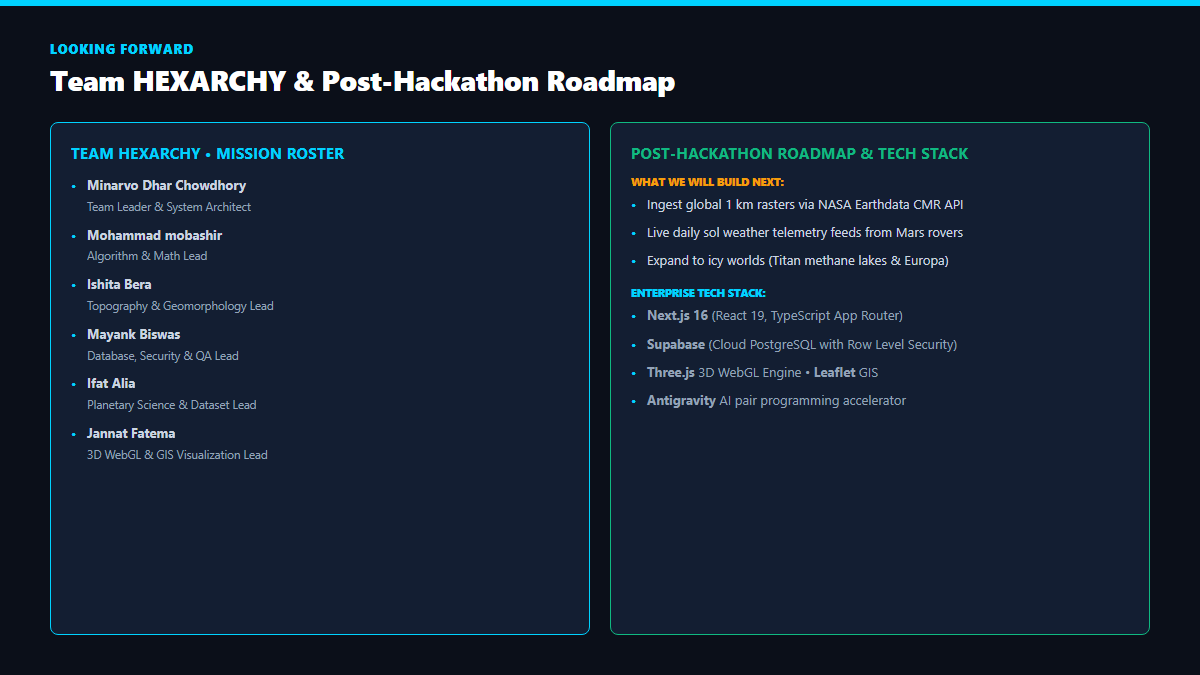 LOOKING FORWARD
Team HEXARCHY & Post-Hackathon Roadmap
TEAM HEXARCHY • MISSION ROSTER
• Minarvo Dhar Chowdhory
Team Leader & System Architect
• Mohammad mobashir
Algorithm & Math Lead
• Ishita Bera
Topography & Geomorphology Lead
• Mayank Biswas
Database, Security & QA Lead
• Ifat Alia
Planetary Science & Dataset Lead
• Jannat Fatema
3D WebGL & GIS Visualization Lead
POST-HACKATHON ROADMAP & TECH STACK
WHAT WE WILL BUILD NEXT:
• Ingest global 1 km rasters via NASA Earthdata CMR API
• Live daily sol weather telemetry feeds from Mars rovers
• Expand to icy worlds (Titan methane lakes & Europa)
ENTERPRISE TECH STACK:
• Next.js 16 (React 19, TypeScript App Router)
• Supabase (Cloud PostgreSQL with Row Level Security)
• Three.js 3D WebGL Engine • Leaflet GIS
• Antigravity AI pair programming accelerator